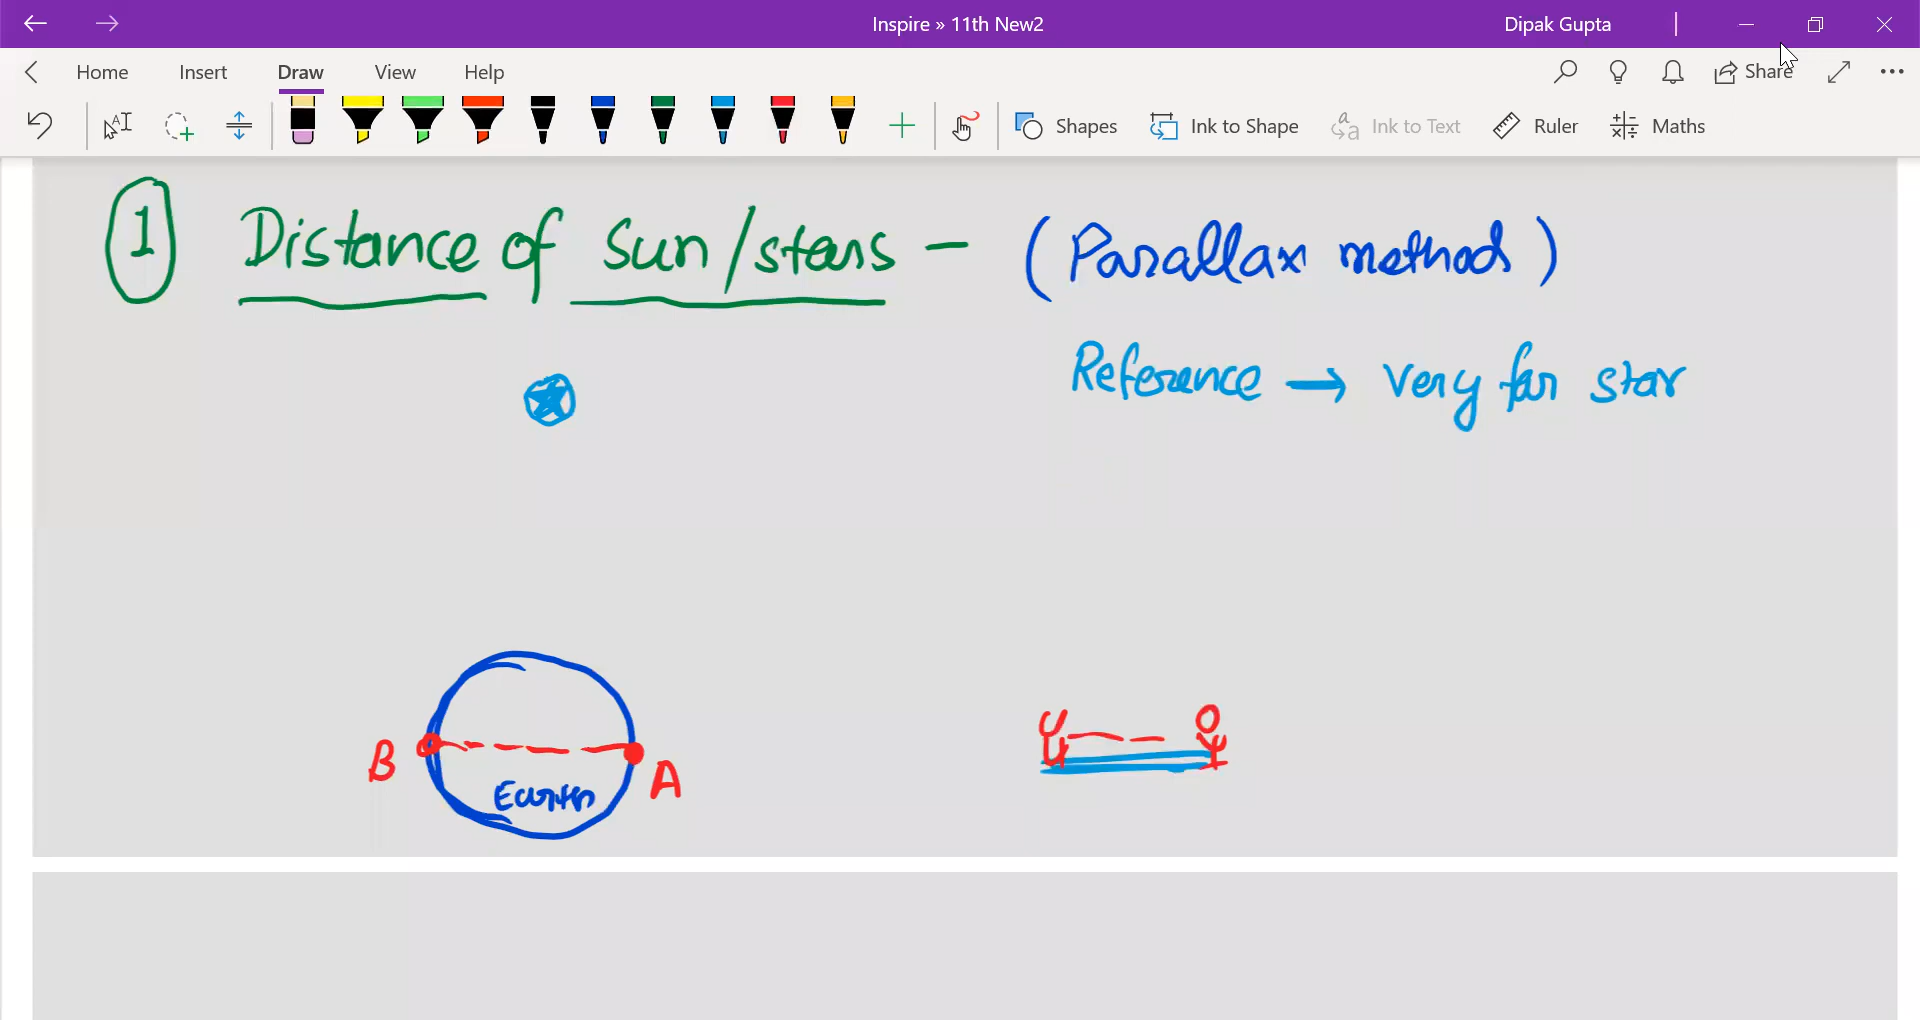 Inspire » 11th New2
Dipak Gupta
Home Insert Draw View Help
Share
Shapes Ink to Shape Ink to Text Ruler Maths
1 Distance of Sun/stars - (Parallax method)
Reference → Very far star
B
A
Earth